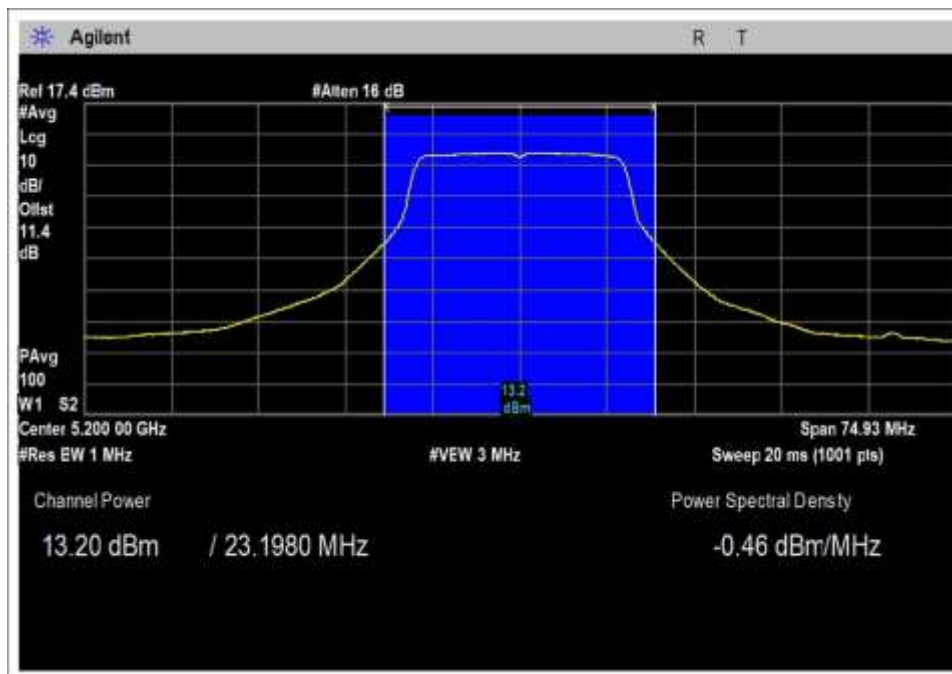 Agilent R T
Ref 17.4 dBm #Atten 16 dB
#Avg
Log
10
dB/
Offst
11.4
dB
PAvg
100
W1 S2
13.2
dBm
Center 5.200 00 GHz Span 74.93 MHz
#Res BW 1 MHz #VBW 3 MHz Sweep 20 ms (1001 pts)
Channel Power Power Spectral Density
13.20 dBm / 23.1980 MHz -0.46 dBm/MHz